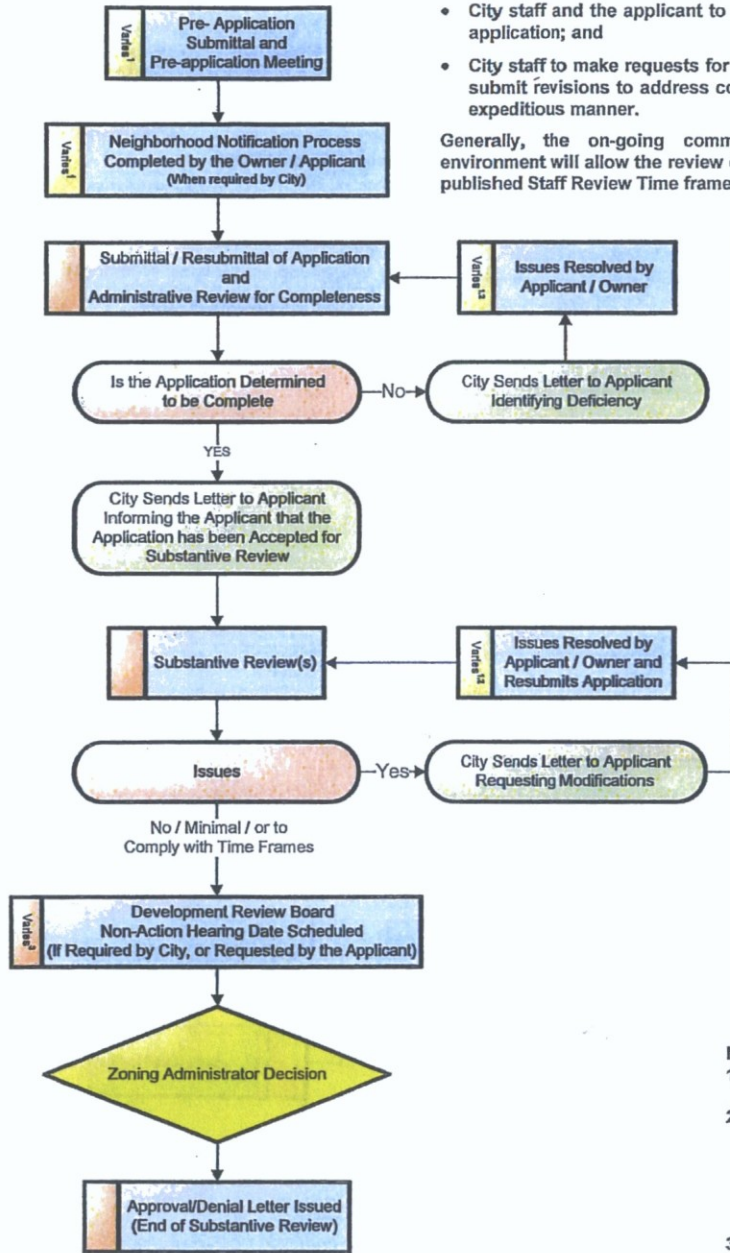 • City staff and the applicant to
application; and
• City staff to make requests for
submit revisions to address
expeditious manner.
Generally, the on-going
environment will allow the review
published Staff Review Time
Varies¹
Pre- Application
Submittal and
Pre-application Meeting
Varies¹
Neighborhood Notification Process
Completed by the Owner / Applicant
(When required by City)
Submittal / Resubmittal of Application
and
Administrative Review for Completeness
Varies
Issues Resolved by
Applicant / Owner
Is the Application Determined
to be Complete
No
City Sends Letter to Applicant
Identifying Deficiency
YES
City Sends Letter to Applicant
Informing the Applicant that the
Application has been Accepted for
Substantive Review
Substantive Review(s)
Varies
Issues Resolved by
Applicant / Owner and
Resubmits Application
Issues
Yes
City Sends Letter to Applicant
Requesting Modifications
No / Minimal / or to
Comply with Time Frames
Varies
Development Review Board
Non-Action Hearing Date Scheduled
(If Required by City, or Requested by the Applicant)
Zoning Administrator Decision
Approval/Denial Letter Issued
(End of Substantive Review)
2
3